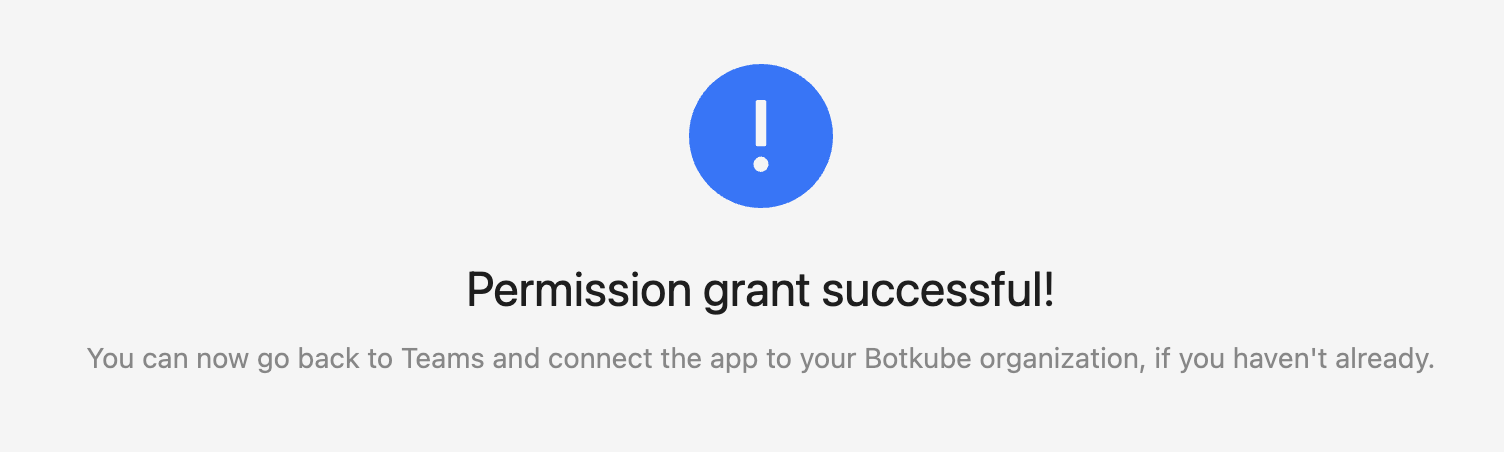 Permission grant successful!
You can now go back to Teams and connect the app to your Botkube organization, if you haven't already.